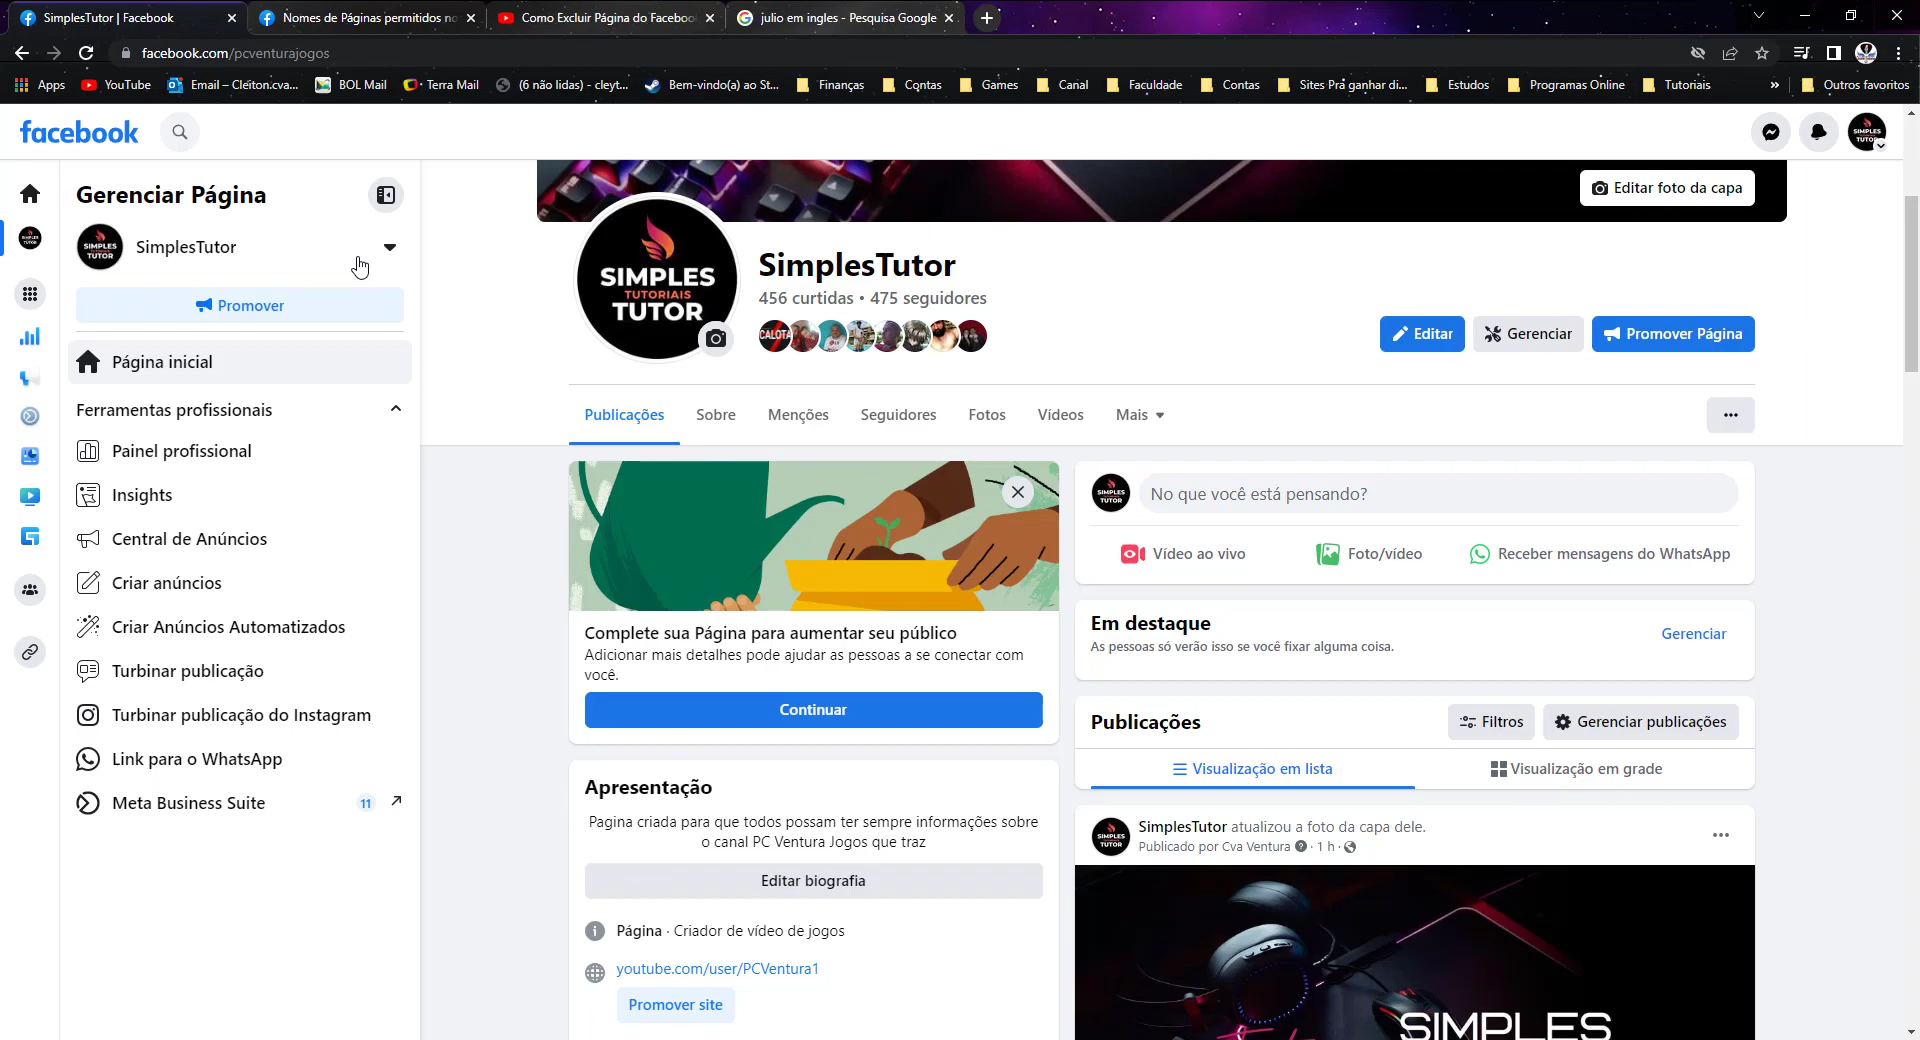 SimplesTutor | Facebook
Nomes de Páginas permitidos no
Como Excluir Página do Faceboo
julio em ingles - Pesquisa Google
facebook.com/pcventurajogos
Apps
YouTube
Email – Cleiton.cva...
BOL Mail
Terra Mail
(6 não lidas) - cleyt...
Bem-vindo(a) ao St...
Finanças
Contas
Games
Canal
Faculdade
Contas
Sites Prá ganhar di...
Estudos
Programas Online
Tutoriais
»
Outros favoritos
facebook
Gerenciar Página
SimplesTutor
Promover
Página inicial
Ferramentas profissionais
Painel profissional
Insights
Central de Anúncios
Criar anúncios
Criar Anúncios Automatizados
Turbinar publicação
Turbinar publicação do Instagram
Link para o WhatsApp
Meta Business Suite
11
Editar foto da capa
SIMPLES
TUTORIAIS
TUTOR
SimplesTutor
456 curtidas • 475 seguidores
CALOTA
Editar
Gerenciar
Promover Página
Publicações
Sobre
Menções
Seguidores
Fotos
Vídeos
Mais
Complete sua Página para aumentar seu público
Adicionar mais detalhes pode ajudar as pessoas a se conectar com
você.
Continuar
Apresentação
Pagina criada para que todos possam ter sempre informações sobre
o canal PC Ventura Jogos que traz
Editar biografia
Página · Criador de vídeo de jogos
youtube.com/user/PCVentura1
Promover site
No que você está pensando?
Vídeo ao vivo
Foto/vídeo
Receber mensagens do WhatsApp
Em destaque
As pessoas só verão isso se você fixar alguma coisa.
Gerenciar
Publicações
Filtros
Gerenciar publicações
Visualização em lista
Visualização em grade
SimplesTutor atualizou a foto da capa dele.
Publicado por Cva Ventura · 1 h ·
SIMPLES